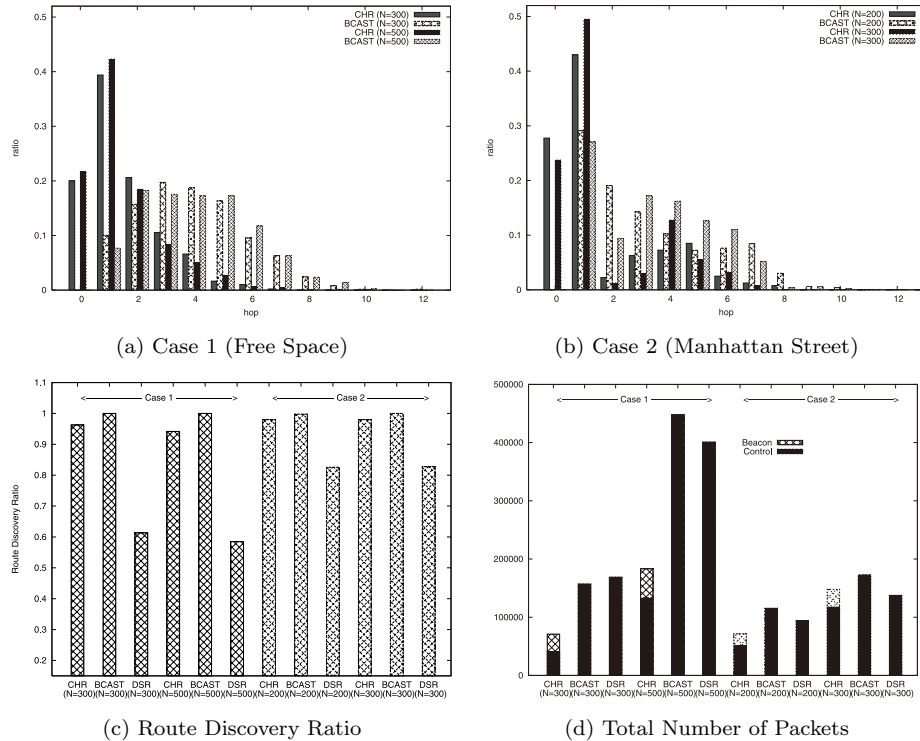 CHR (N=300)
BCAST (N=300)
CHR (N=500)
BCAST (N=500)
0.5
0.4
0.3
0.2
0.1
0
ratio
0 2 4 6 8 10 12
hop
(a) Case 1 (Free Space)
CHR (N=200)
BCAST (N=200)
CHR (N=300)
BCAST (N=300)
0.5
0.4
0.3
0.2
0.1
0
ratio
0 2 4 6 8 10 12
hop
(b) Case 2 (Manhattan Street)
1.1
1
0.9
0.8
0.7
0.6
0.5
0.4
0.3
0.2
Route Discovery Ratio
Case 1
Case 2
CHR BCAST DSR CHR BCAST DSR CHR BCAST DSR CHR BCAST DSR
(N=300)(N=300)(N=300)(N=500)(N=500)(N=500)(N=200)(N=200)(N=200)(N=300)(N=300)(N=300)
(c) Route Discovery Ratio
500000
400000
300000
200000
100000
0
Case 1
Case 2
Beacon
Control
CHR BCAST DSR CHR BCAST DSR CHR BCAST DSR CHR BCAST DSR
(N=300)(N=300)(N=300)(N=500)(N=500)(N=500)(N=200)(N=200)(N=200)(N=300)(N=300)(N=300)
(d) Total Number of Packets